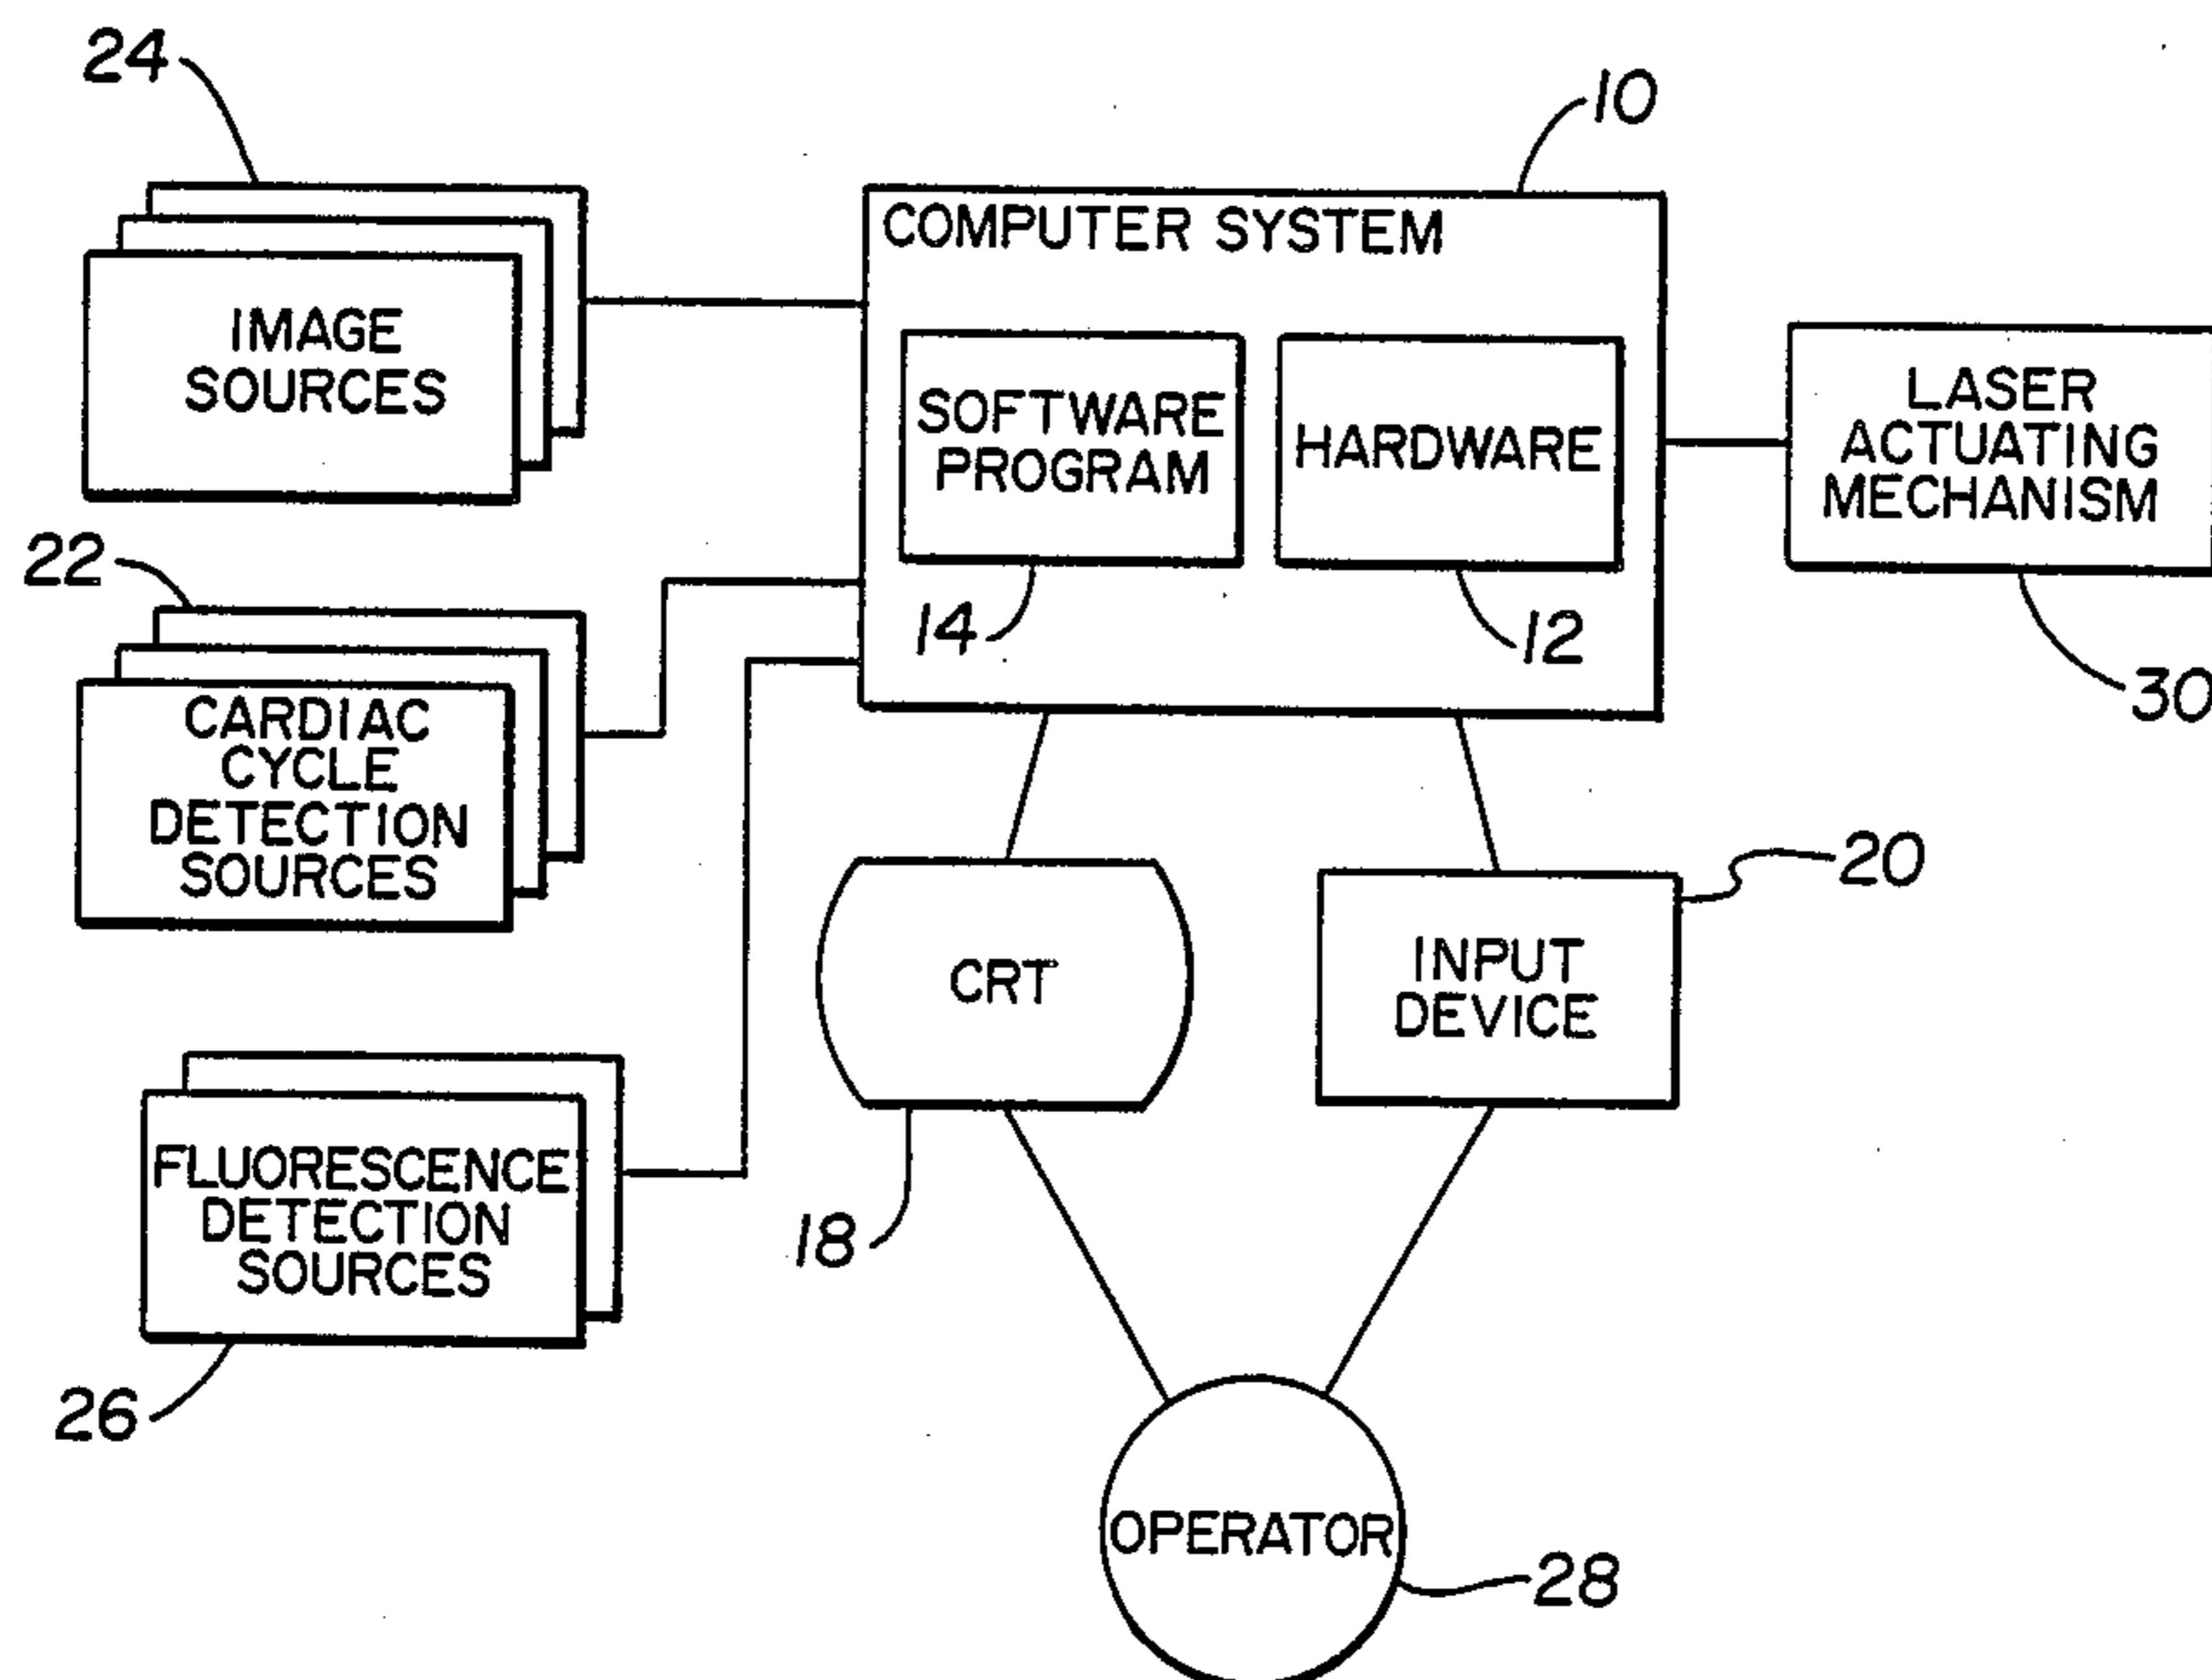 24
10
COMPUTER SYSTEM
IMAGE
SOURCES
SOFTWARE
PROGRAM
HARDWARE
LASER
ACTUATING
MECHANISM
22
14
12
30
CARDIAC
CYCLE
DETECTION
SOURCES
20
CRT
INPUT
DEVICE
FLUORESCENCE
DETECTION
SOURCES
18
26
OPERATOR
28